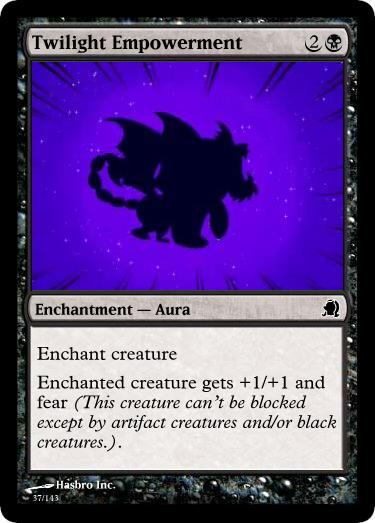 Twilight Empowerment 2
Enchantment — Aura
Enchant creature
Enchanted creature gets +1/+1 and
fear (This creature can't be blocked
except by artifact creatures and/or black
creatures.).
Hasbro Inc.
37/143